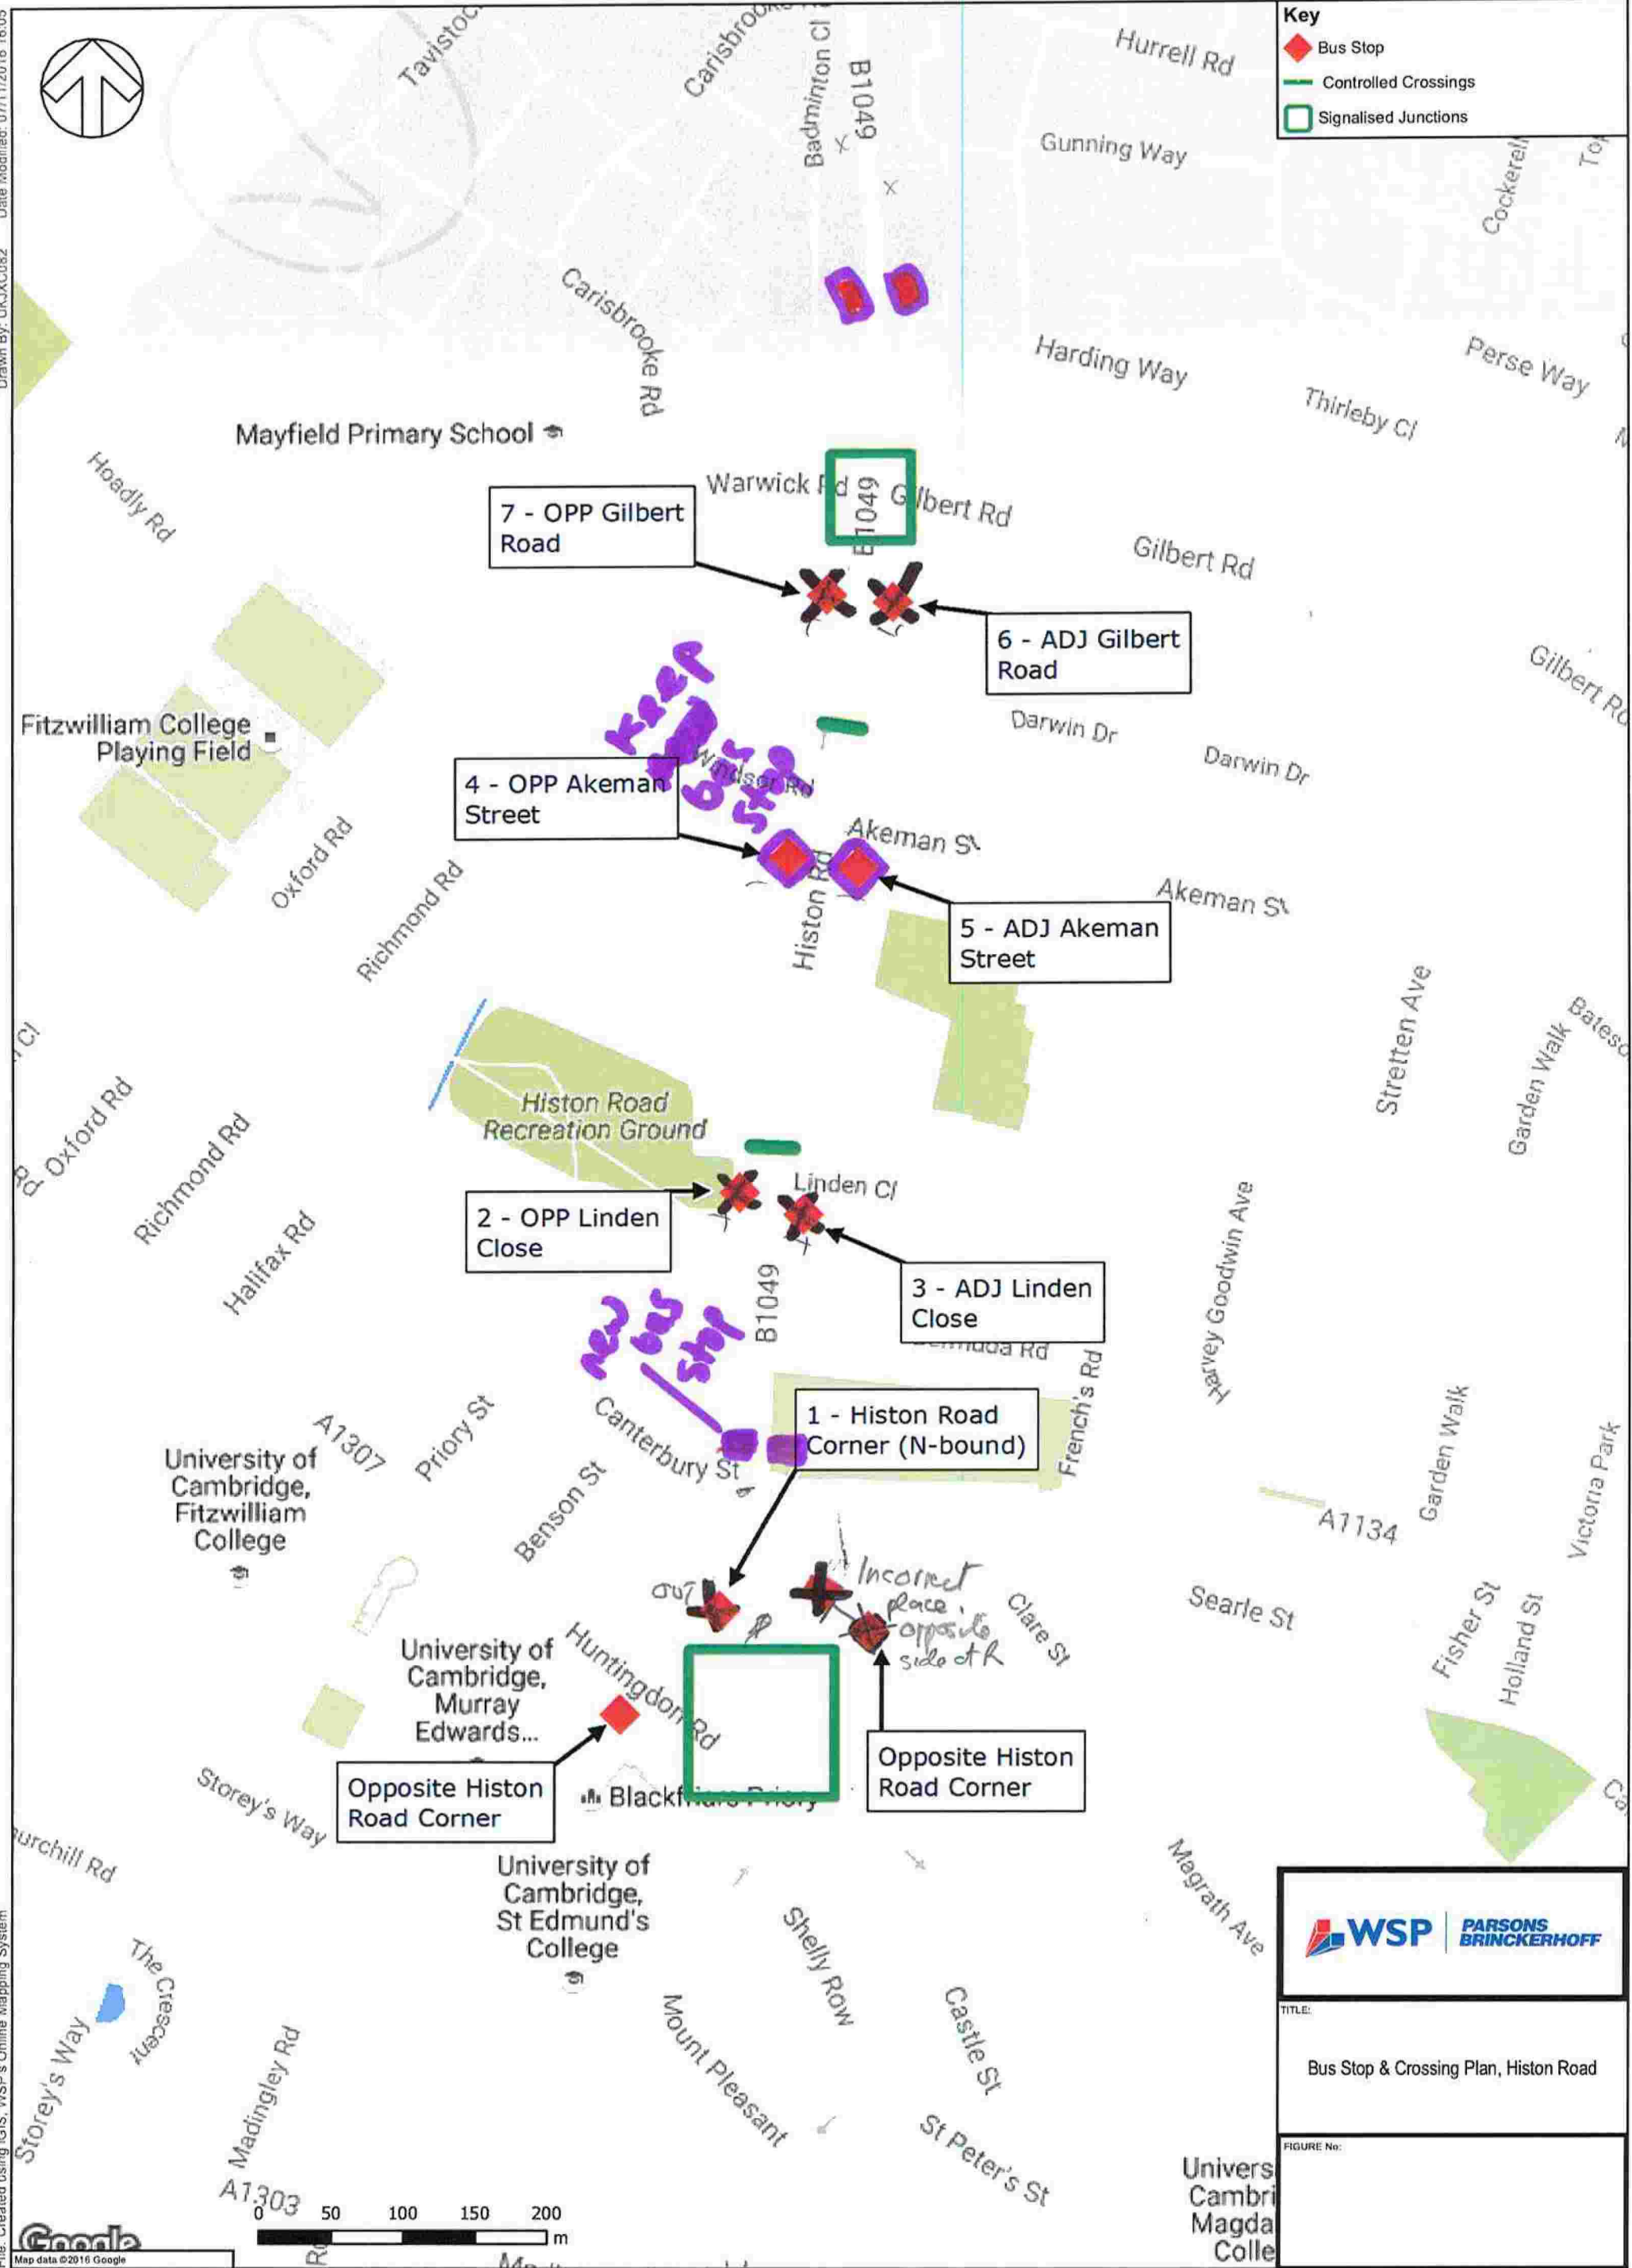 Key
Bus Stop
Controlled Crossings
Signalised Junctions
Carisbrooke
Badminton Cl
B1049
Hurrell Rd
Gunning Way
Cockerell
Carisbrooke Rd
Harding Way
Perse Way
Thirleby Cl
Mayfield Primary School
Hoadly Rd
Warwick Rd
B1049
Gilbert Rd
7 - OPP Gilbert
Road
Gilbert Rd
6 - ADJ Gilbert
Road
Gilbert Rd
Keep
bus
stop
Darwin Dr
Darwin Dr
Fitzwilliam College
Playing Field
Windsor Rd
4 - OPP Akeman
Street
Akeman St
Akeman St
Oxford Rd
Richmond Rd
Histon Rd
5 - ADJ Akeman
Street
Stretten Ave
Garden Walk
Histon Road
Recreation Ground
Oxford Rd
Richmond Rd
Halifax Rd
Linden Cl
2 - OPP Linden
Close
3 - ADJ Linden
Close
Harvey Goodwin Ave
B1049
new
bus
stop
French's Rd
1 - Histon Road
Corner (N-bound)
Canterbury St
Priory St
A1307
Benson St
Garden Walk
Victoria Park
A1134
University of
Cambridge,
Fitzwilliam
College
OUT
Incorrect
place.
opposite
side of R
Clare St
Searle St
Fisher St
Holland St
Huntingdon Rd
University of
Cambridge,
Murray
Edwards...
Opposite Histon
Road Corner
Opposite Histon
Road Corner
Blackfriars Priory
Storey's Way
urchill Rd
University of
Cambridge,
St Edmund's
College
Magrath Ave
Shelly Row
The Crescent
Storey's Way
Madingley Rd
Mount Pleasant
Castle St
St Peter's St
A1303
0 50 100 150 200
m
Google
Map data ©2016 Google
Univers
Cambri
Magda
Colle
WSP PARSONS
BRINCKERHOFF
TITLE:
Bus Stop & Crossing Plan, Histon Road
FIGURE No: